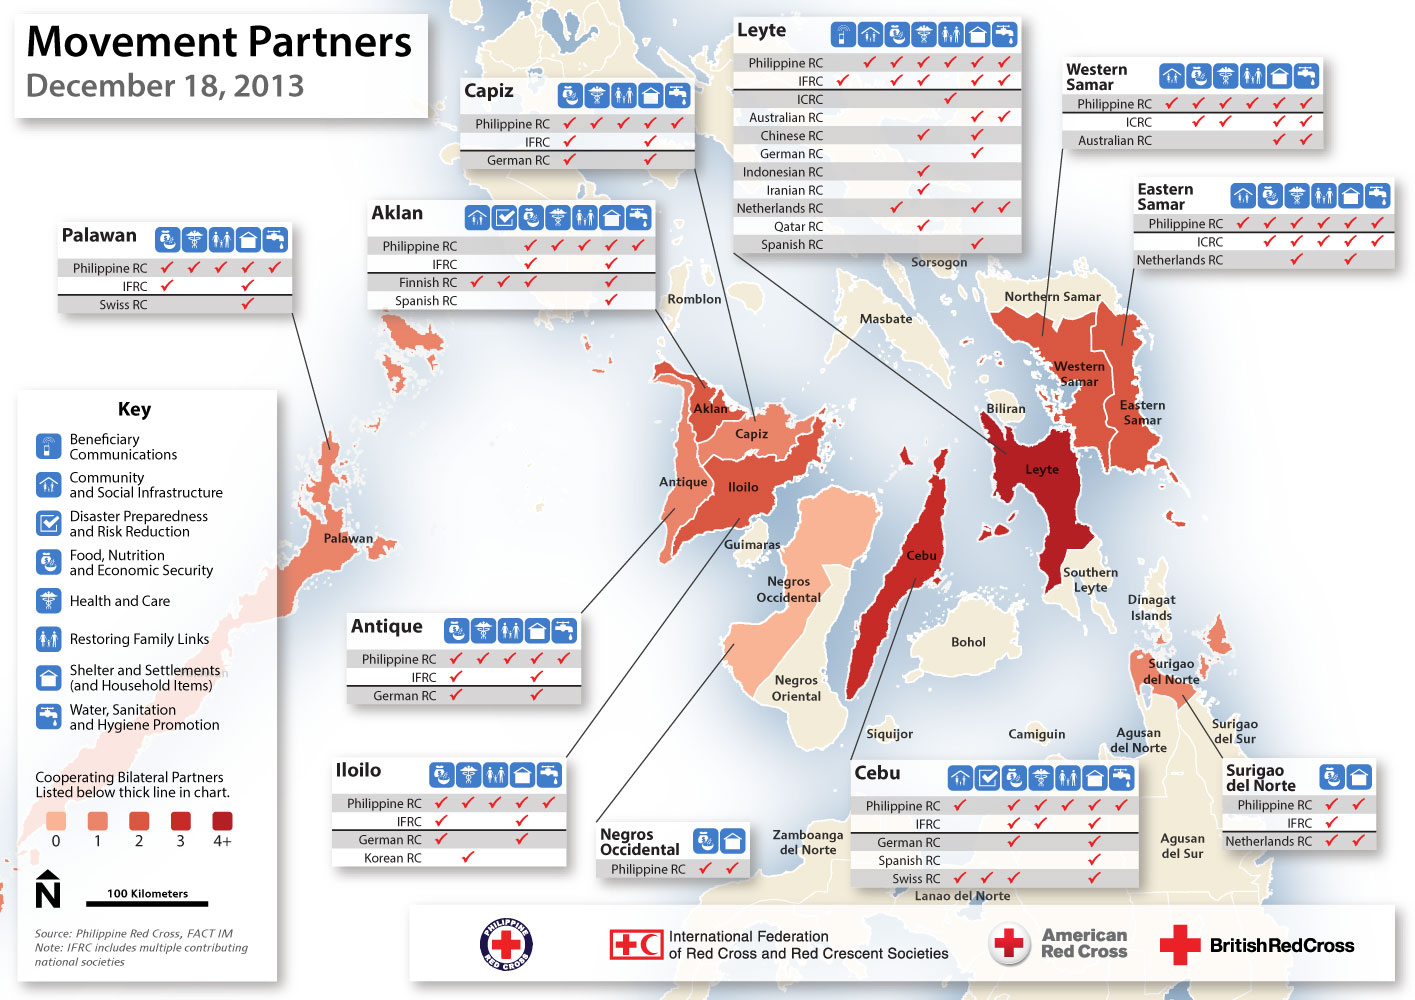 Movement Partners
December 18, 2013
Leyte
Philippine RC
IFRC
ICRC
Australian RC
Chinese RC
German RC
Indonesian RC
Iranian RC
Netherlands RC
Qatar RC
Spanish RC
Western
Samar
Philippine RC
ICRC
Australian RC
Capiz
Philippine RC
IFRC
German RC
Eastern
Samar
Philippine RC
ICRC
Netherlands RC
Aklan
Philippine RC
IFRC
Finnish RC
Spanish RC
Palawan
Philippine RC
IFRC
Swiss RC
Sorsogon
Romblon
Masbate
Northern Samar
Western
Samar
Eastern
Samar
Biliran
Aklan
Capiz
Antique
Iloilo
Leyte
Palawan
Guimaras
Cebu
Negros
Occidental
Southern
Leyte
Dinagat
Islands
Bohol
Negros
Oriental
Surigao
del Norte
Siquijor
Camiguin
Agusan
del Norte
Surigao
del Sur
Zamboanga
del Norte
Agusan
del Sur
Lanao del Norte
Key
Beneficiary
Communications
Community
and Social Infrastructure
Disaster Preparedness
and Risk Reduction
Food, Nutrition
and Economic Security
Health and Care
Restoring Family Links
Shelter and Settlements
(and Household Items)
Water, Sanitation
and Hygiene Promotion
Cooperating Bilateral Partners
Listed below thick line in chart.
0 1 2 3 4+
N
100 Kilometers
Source: Philippine Red Cross, FACT IM
Note: IFRC includes multiple contributing
national societies
Antique
Philippine RC
IFRC
German RC
Iloilo
Philippine RC
IFRC
German RC
Korean RC
Negros
Occidental
Philippine RC
Cebu
Philippine RC
IFRC
German RC
Spanish RC
Swiss RC
Surigao
del Norte
Philippine RC
IFRC
Netherlands RC
PHILIPPINE
RED CROSS
International Federation
of Red Cross and Red Crescent Societies
American
Red Cross
BritishRedCross